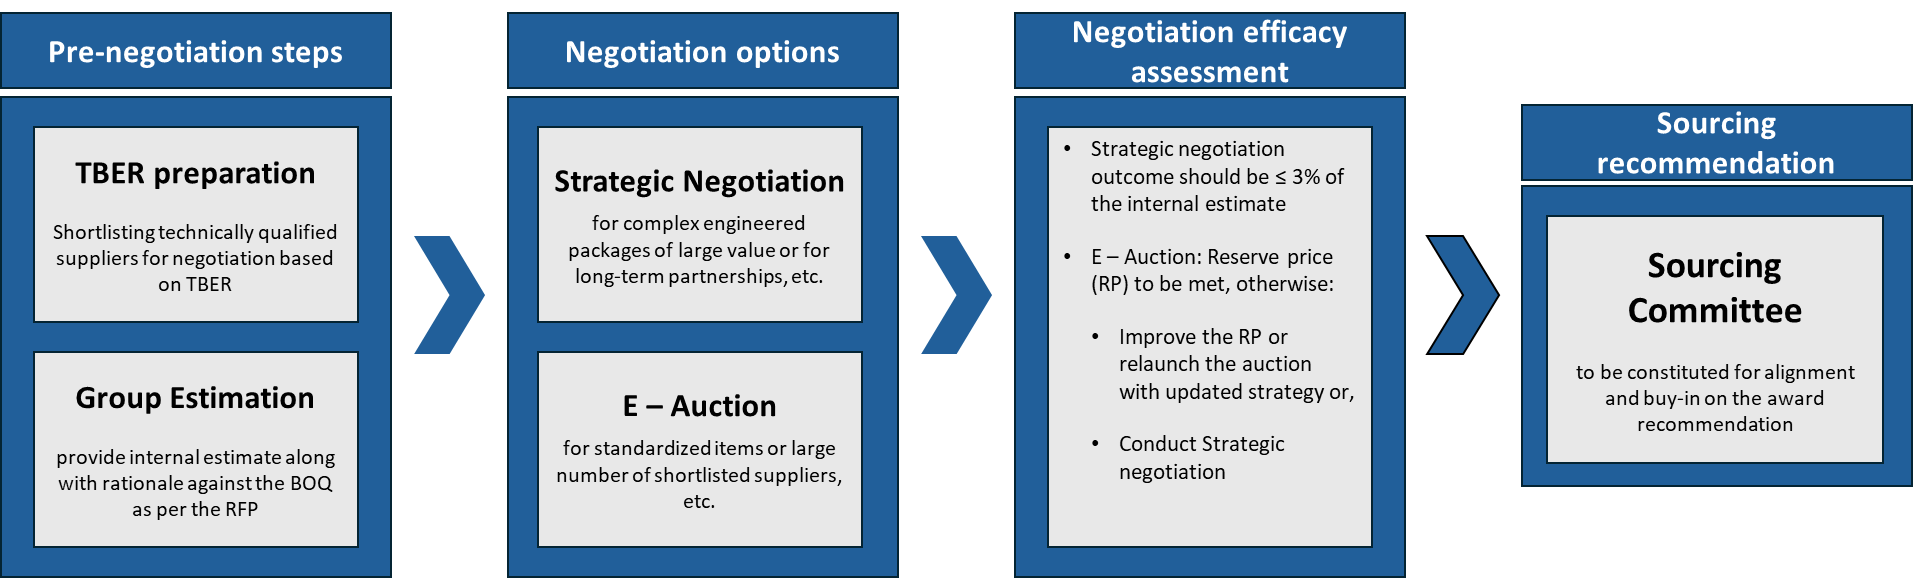 Pre-negotiation steps
TBER preparation
Shortlisting technically qualified
suppliers for negotiation based
on TBER
Group Estimation
provide internal estimate along
with rationale against the BOQ
as per the RFP
Negotiation options
Strategic Negotiation
for complex engineered
packages of large value or for
long-term partnerships, etc.
E – Auction
for standardized items or large
number of shortlisted suppliers,
etc.
Negotiation efficacy
assessment
• Strategic negotiation
outcome should be ≤ 3% of
the internal estimate
• E – Auction: Reserve price
(RP) to be met, otherwise:
• Improve the RP or
relaunch the auction
with updated strategy or,
• Conduct Strategic
negotiation
Sourcing
recommendation
Sourcing
Committee
to be constituted for alignment
and buy-in on the award
recommendation